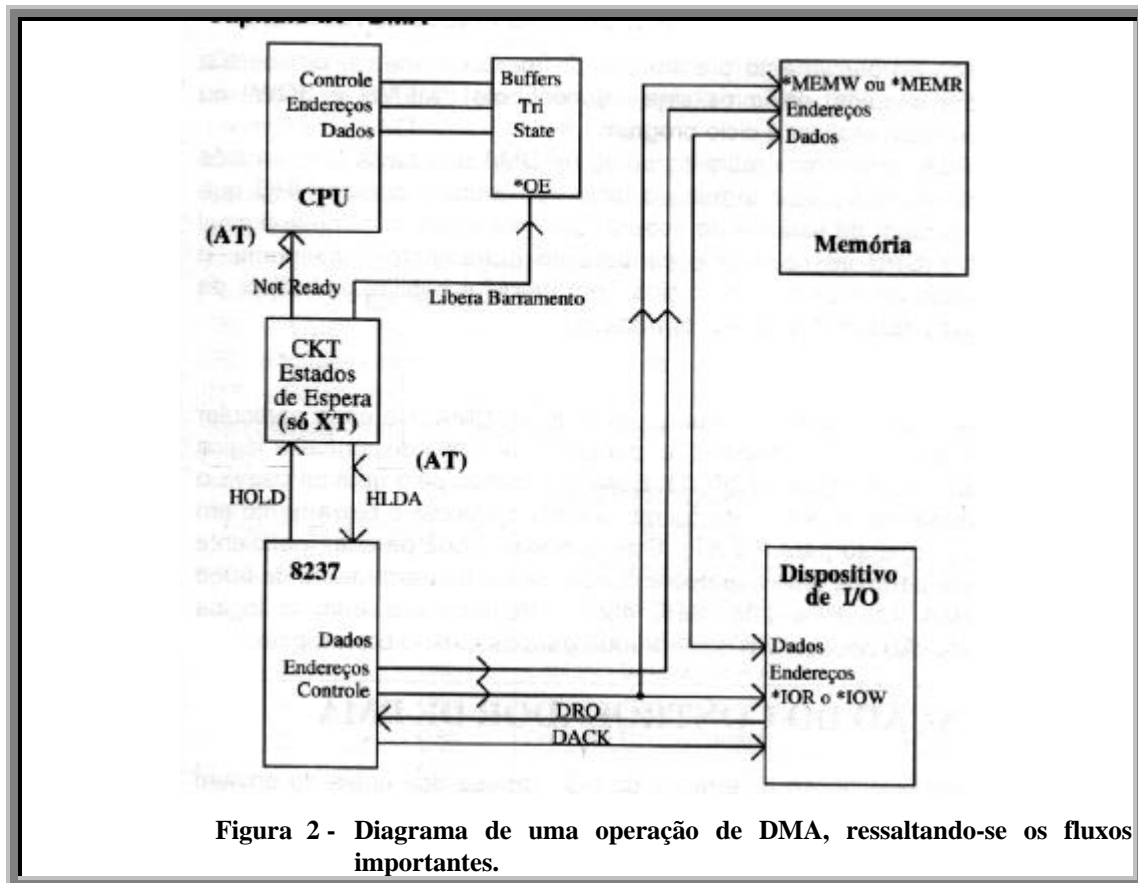 Controle
Endereços
Dados
CPU
Buffers
Tri
State
*OE
*MEMW ou *MEMR
Endereços
Dados
Memória
(AT)
Not Ready
Libera Barramento
CKT
Estados
de Espera
(só XT)
(AT)
HOLD
HLDA
8237
Dados
Endereços
Controle
DRQ
DACK
Dispositivo
de I/O
Dados
Endereços
*IOR o *IOW
Figura 2 - Diagrama de uma operação de DMA, ressaltando-se os fluxos
importantes.